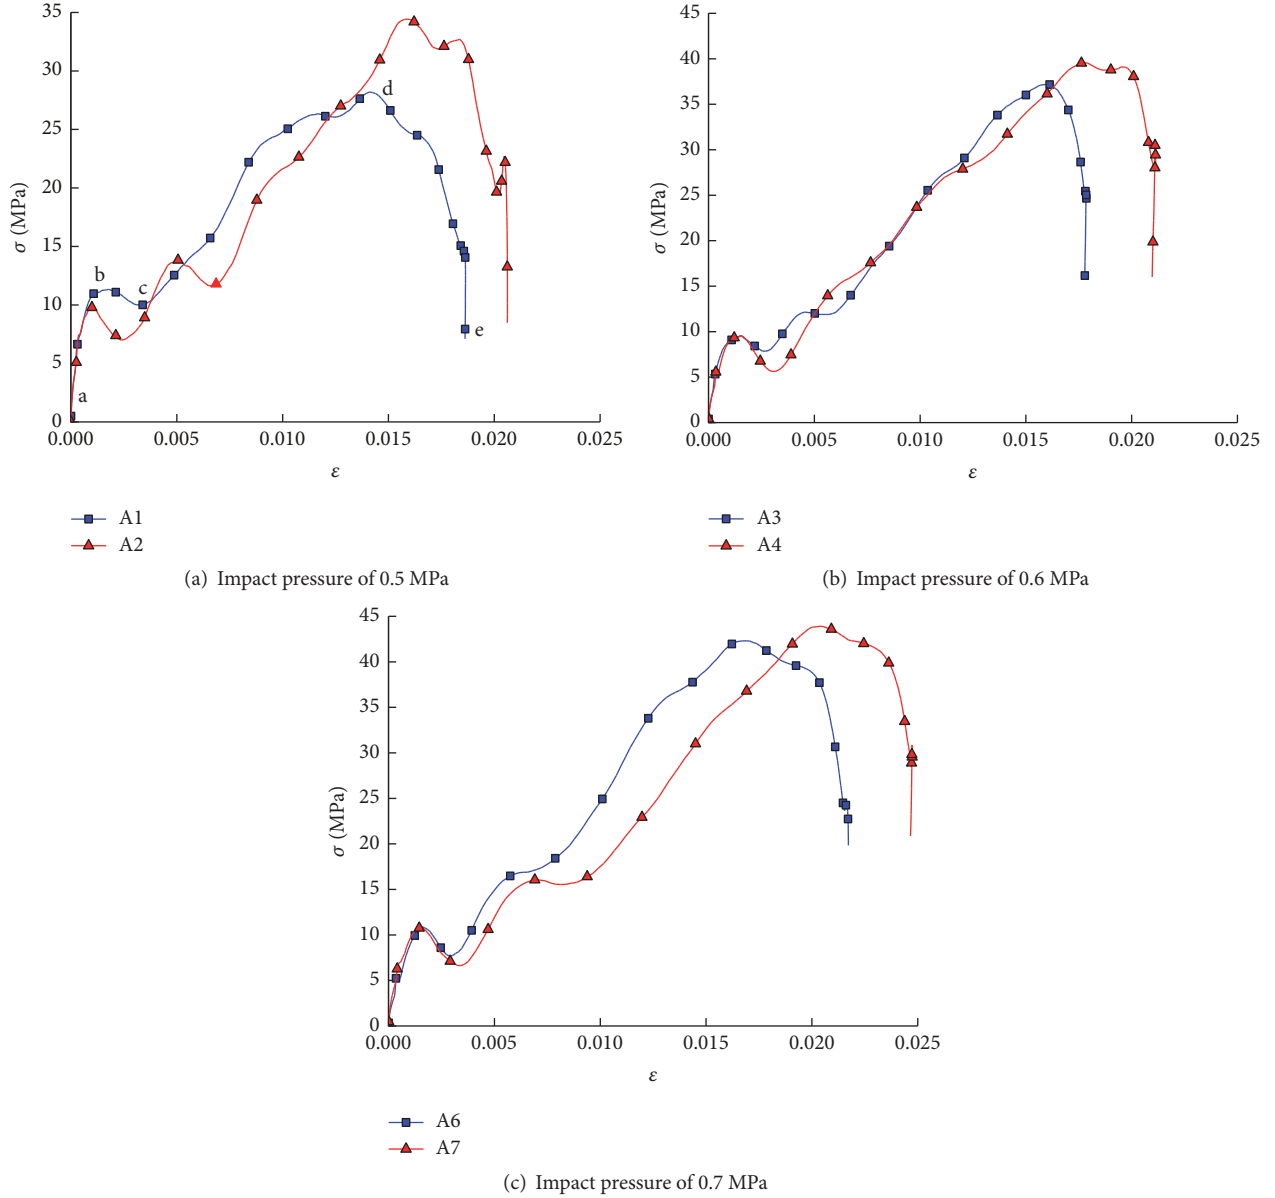 35
30
25
20
15
10
5
0
σ (MPa)
a
b
c
d
e
0.000 0.005 0.010 0.015 0.020 0.025
ε
A1
A2
(a) Impact pressure of 0.5 MPa
45
40
35
30
25
20
15
10
5
0
σ (MPa)
0.000 0.005 0.010 0.015 0.020 0.025
ε
A3
A4
(b) Impact pressure of 0.6 MPa
45
40
35
30
25
20
15
10
5
0
σ (MPa)
0.000 0.005 0.010 0.015 0.020 0.025
ε
A6
A7
(c) Impact pressure of 0.7 MPa